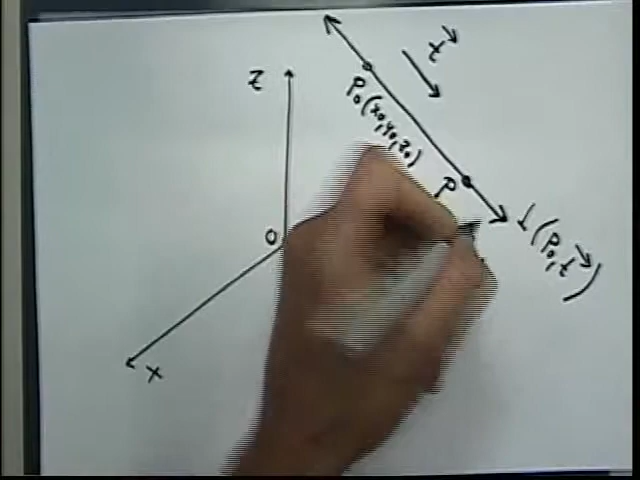 Z
t⃗
P₀(x₀,y₀,z₀)
P
L(P₀,t⃗)
O
X